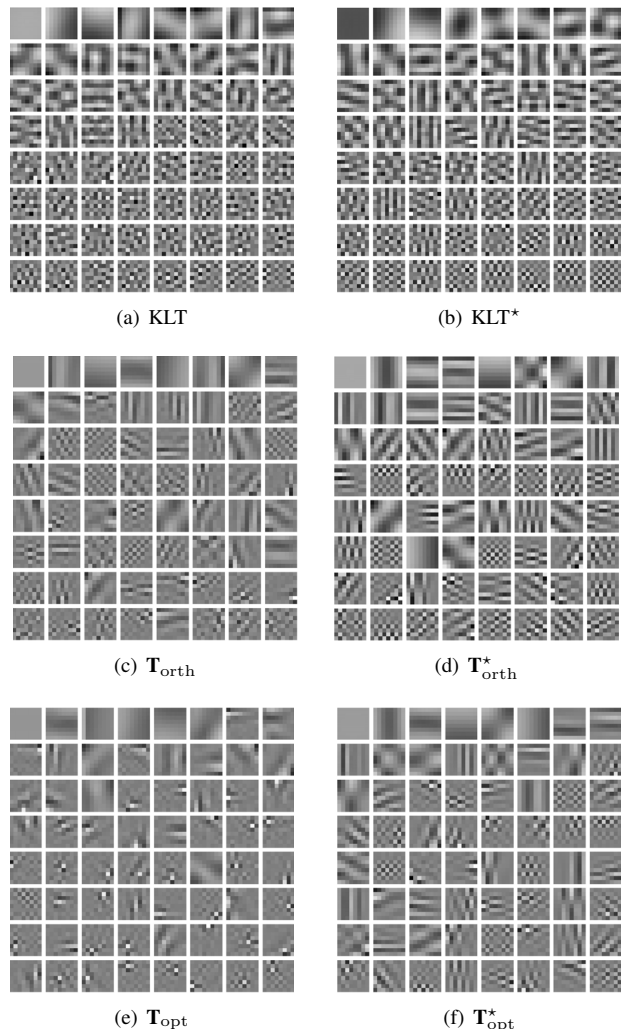 (a) KLT
(b) KLT⋆
(c) T_orth
(d) T⋆_orth
(e) T_opt
(f) T⋆_opt